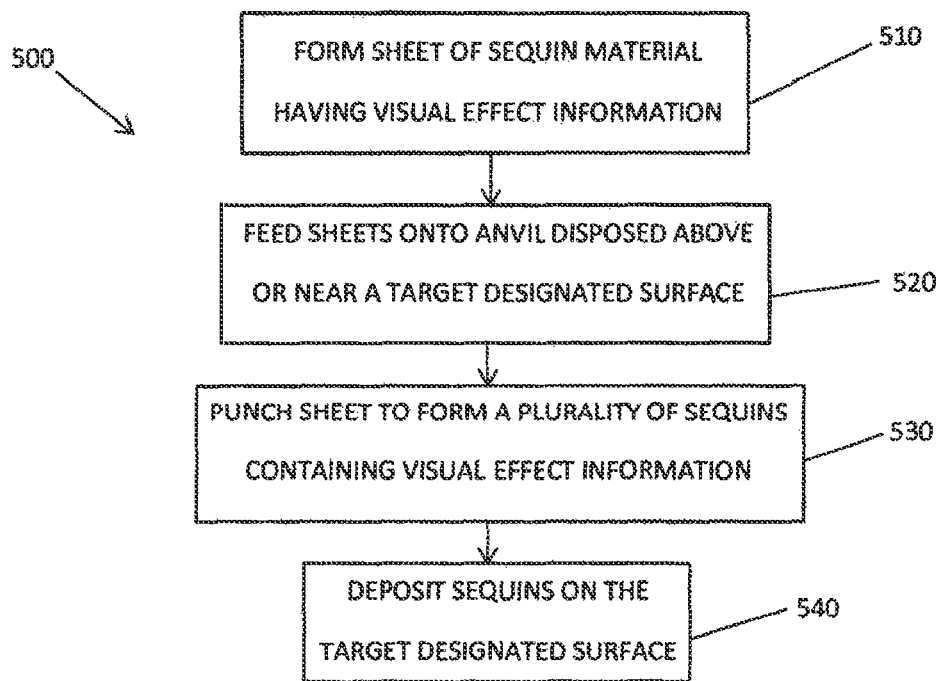 500
FORM SHEET OF SEQUIN MATERIAL
HAVING VISUAL EFFECT INFORMATION
510
FEED SHEETS ONTO ANVIL DISPOSED ABOVE
OR NEAR A TARGET DESIGNATED SURFACE
520
PUNCH SHEET TO FORM A PLURALITY OF SEQUINS
CONTAINING VISUAL EFFECT INFORMATION
530
DEPOSIT SEQUINS ON THE
TARGET DESIGNATED SURFACE
540